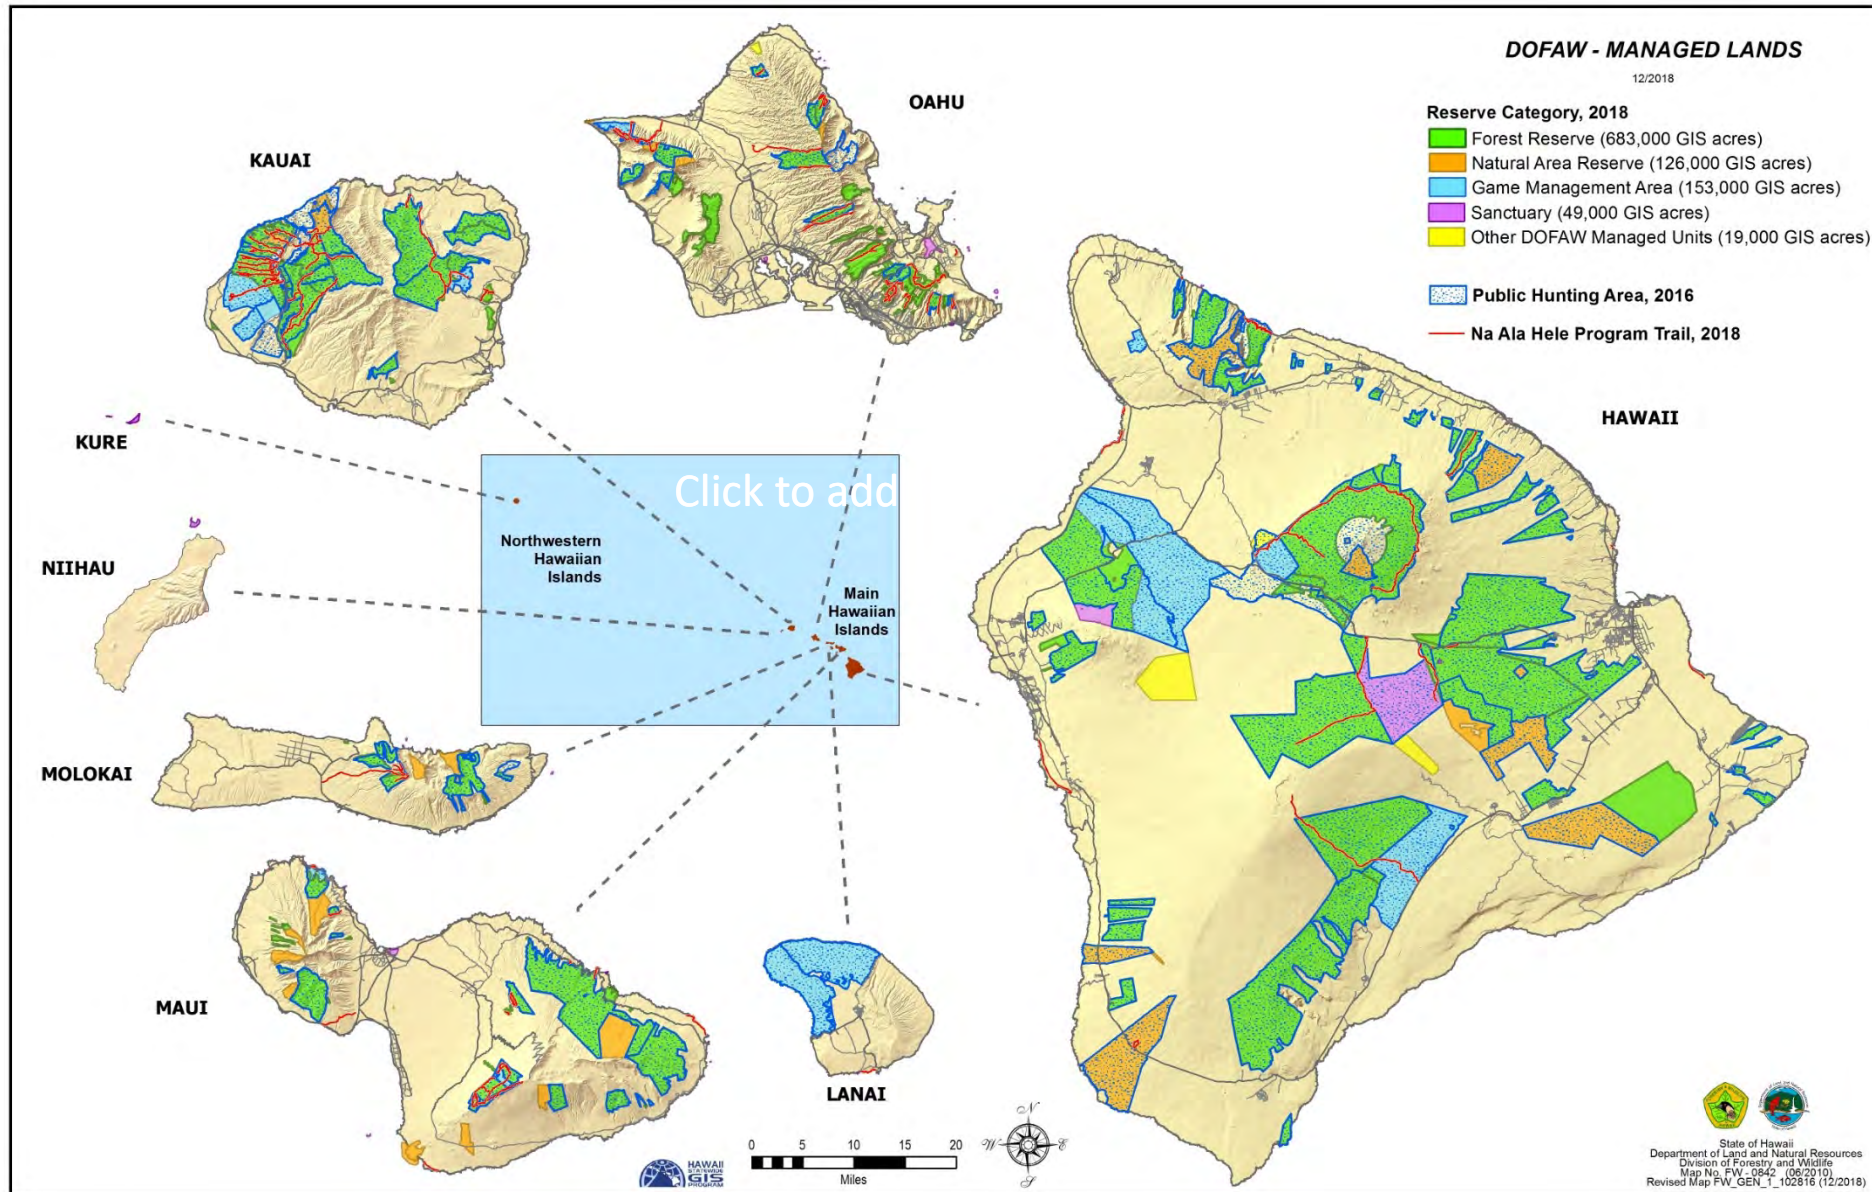 DOFAW - MANAGED LANDS
12/2018
Reserve Category, 2018
Forest Reserve (683,000 GIS acres)
Natural Area Reserve (126,000 GIS acres)
Game Management Area (153,000 GIS acres)
Sanctuary (49,000 GIS acres)
Other DOFAW Managed Units (19,000 GIS acres)
Public Hunting Area, 2016
Na Ala Hele Program Trail, 2018
OAHU
KAUAI
HAWAII
KURE
Click to add
Northwestern
Hawaiian
Islands
NIIHAU
Main
Hawaiian
Islands
MOLOKAI
MAUI
LANAI
N
W E
S
0 5 10 15 20
Miles
HAWAII
STATEWIDE
GIS
PROGRAM
State of Hawaii
Department of Land and Natural Resources
Division of Forestry and Wildlife
Map No. FW - 0842 (06/2010)
Revised Map FW_GEN_1_102816 (12/2018)